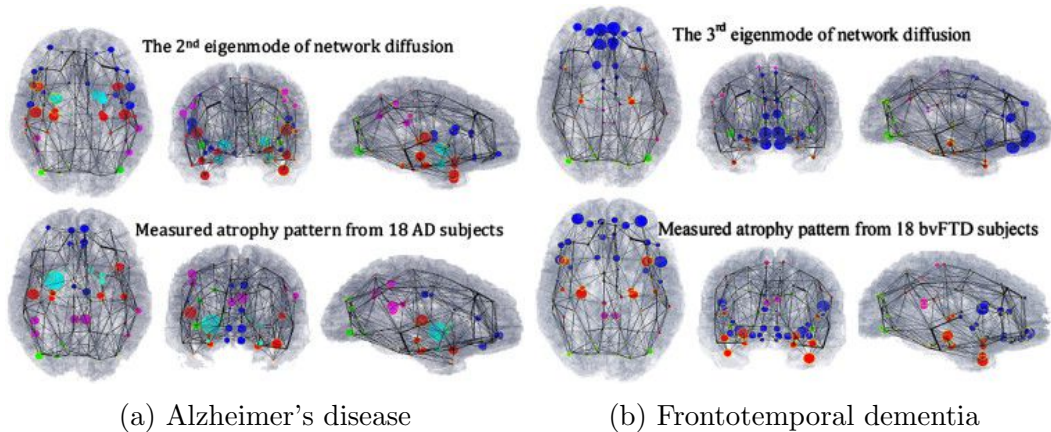 The 2nd eigenmode of network diffusion
The 3rd eigenmode of network diffusion
Measured atrophy pattern from 18 AD subjects
Measured atrophy pattern from 18 bvFTD subjects
(a) Alzheimer's disease
(b) Frontotemporal dementia